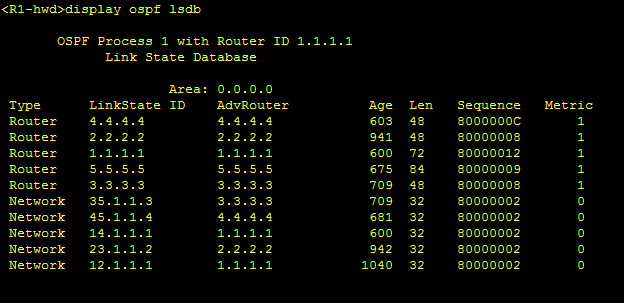 <R1-hwd>display ospf lsdb
OSPF Process 1 with Router ID 1.1.1.1
Link State Database
Area: 0.0.0.0
Type LinkState ID AdvRouter Age Len Sequence Metric
Router 4.4.4.4 4.4.4.4 603 48 8000000C 1
Router 2.2.2.2 2.2.2.2 941 48 80000008 1
Router 1.1.1.1 1.1.1.1 600 72 80000012 1
Router 5.5.5.5 5.5.5.5 675 84 80000009 1
Router 3.3.3.3 3.3.3.3 709 48 80000008 1
Network 35.1.1.3 3.3.3.3 709 32 80000002 0
Network 45.1.1.4 4.4.4.4 681 32 80000002 0
Network 14.1.1.1 1.1.1.1 600 32 80000002 0
Network 23.1.1.2 2.2.2.2 942 32 80000002 0
Network 12.1.1.1 1.1.1.1 1040 32 80000002 0